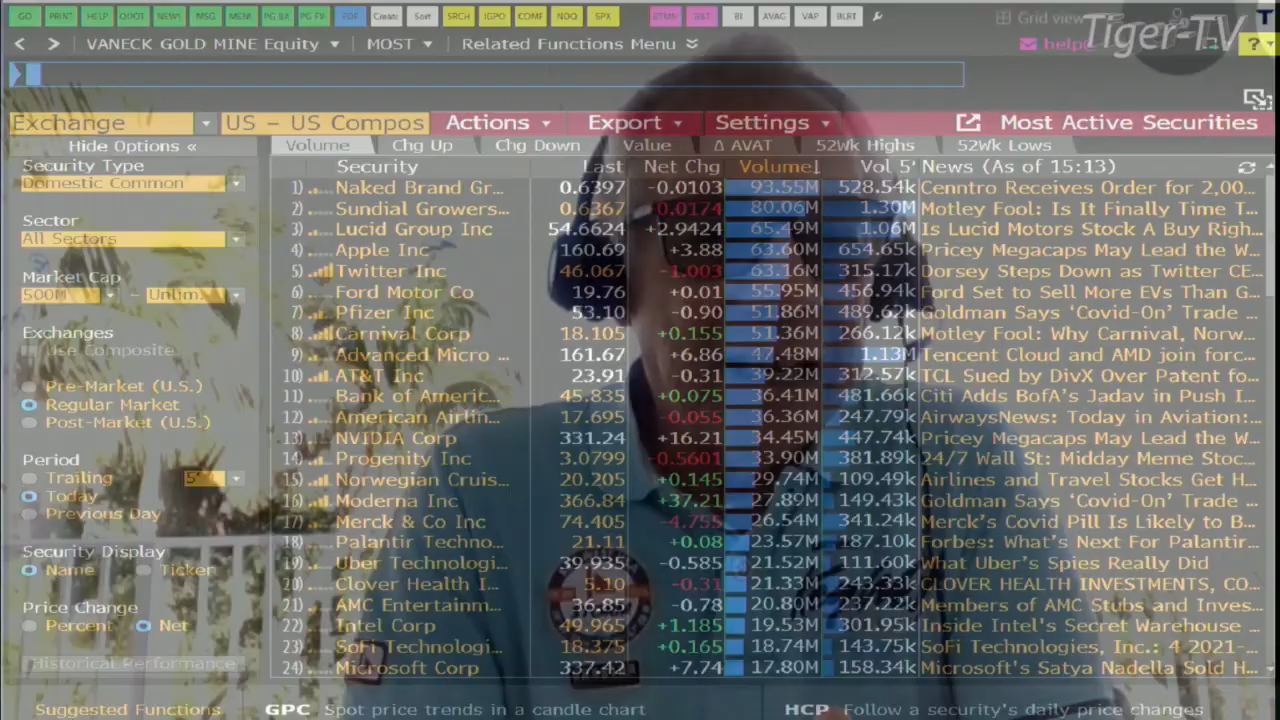 GO PRINT HELP QUOT NEWS MSG MEMI PG BA PG FW PDF Create Sort SRCH IGPO COMF NOQ SPX BI AVAC VAP BLRT Grid view
Tiger-TV
VANECK GOLD MINE Equity MOST Related Functions Menu help
Exchange US - US Compos Actions Export Settings Most Active Securities
Hide Options « Volume Chg Up Chg Down Value Δ AVAT 52Wk Highs 52Wk Lows
Security Type
Domestic Common
Sector
All Sectors
Market Cap
500M - Unlim.
Exchanges
Use Composite
Pre-Market (U.S.)
Regular Market
Post-Market (U.S.)
Period
Trailing 5'
Today
Previous Day
Security Display
Name Ticker
Price Change
Percent Net
Historical Performance
Security Last Net Chg Volume↓ Vol 5' News (As of 15:13)
1) Naked Brand Gr... 0.6397 -0.0103 93.55M 528.54k Cenntro Receives Order for 2,00...
2) Sundial Growers... 0.6367 -0.0174 80.06M 1.30M Motley Fool: Is It Finally Time T...
3) Lucid Group Inc 54.6624 +2.9424 65.49M 1.06M Is Lucid Motors Stock A Buy Righ...
4) Apple Inc 160.69 +3.88 63.60M 654.65k Pricey Megacaps May Lead the W...
5) Twitter Inc 46.067 -1.003 63.16M 315.17k Dorsey Steps Down as Twitter CE...
6) Ford Motor Co 19.76 +0.01 55.95M 456.94k Ford Set to Sell More EVs Than G...
7) Pfizer Inc 53.10 -0.90 51.86M 489.62k Goldman Says ‘Covid-On’ Trade ...
8) Carnival Corp 18.105 +0.155 51.36M 266.12k Motley Fool: Why Carnival, Norw...
9) Advanced Micro ... 161.67 +6.86 47.48M 1.13M Tencent Cloud and AMD join forc...
10) AT&T Inc 23.91 -0.31 39.22M 312.57k TCL Sued by DivX Over Patent fo...
11) Bank of Americ... 45.835 +0.075 36.41M 481.66k Citi Adds BofA's Jadav in Push I...
12) American Airlin... 17.695 -0.055 36.36M 247.79k AirwaysNews: Today in Aviation:...
13) NVIDIA Corp 331.24 +16.21 34.45M 447.74k Pricey Megacaps May Lead the W...
14) Progenity Inc 3.0799 -0.5601 33.90M 381.89k 24/7 Wall St: Midday Meme Stoc...
15) Norwegian Cruis... 20.205 +0.145 29.74M 109.49k Airlines and Travel Stocks Get H...
16) Moderna Inc 366.84 +37.21 27.89M 149.43k Goldman Says ‘Covid-On’ Trade ...
17) Merck & Co Inc 74.405 -4.755 26.54M 341.24k Merck's Covid Pill Is Likely to B...
18) Palantir Techno... 21.11 +0.08 23.57M 187.10k Forbes: What's Next For Palantir...
19) Uber Technologi... 39.935 -0.585 21.52M 111.60k What Uber's Spies Really Did
20) Clover Health I... 5.10 -0.31 21.33M 243.33k CLOVER HEALTH INVESTMENTS, CO...
21) AMC Entertainm... 36.85 -0.78 20.80M 237.22k Members of AMC Stubs and Inves...
22) Intel Corp 49.965 +1.185 19.53M 301.95k Inside Intel's Secret Warehouse ...
23) SoFi Technologi... 18.375 +0.165 18.74M 143.75k SoFi Technologies, Inc.: 4 2021-...
24) Microsoft Corp 337.42 +7.74 17.80M 158.34k Microsoft's Satya Nadella Sold H...
Suggested Functions GPC Spot price trends in a candle chart HCP Follow a security's daily price changes